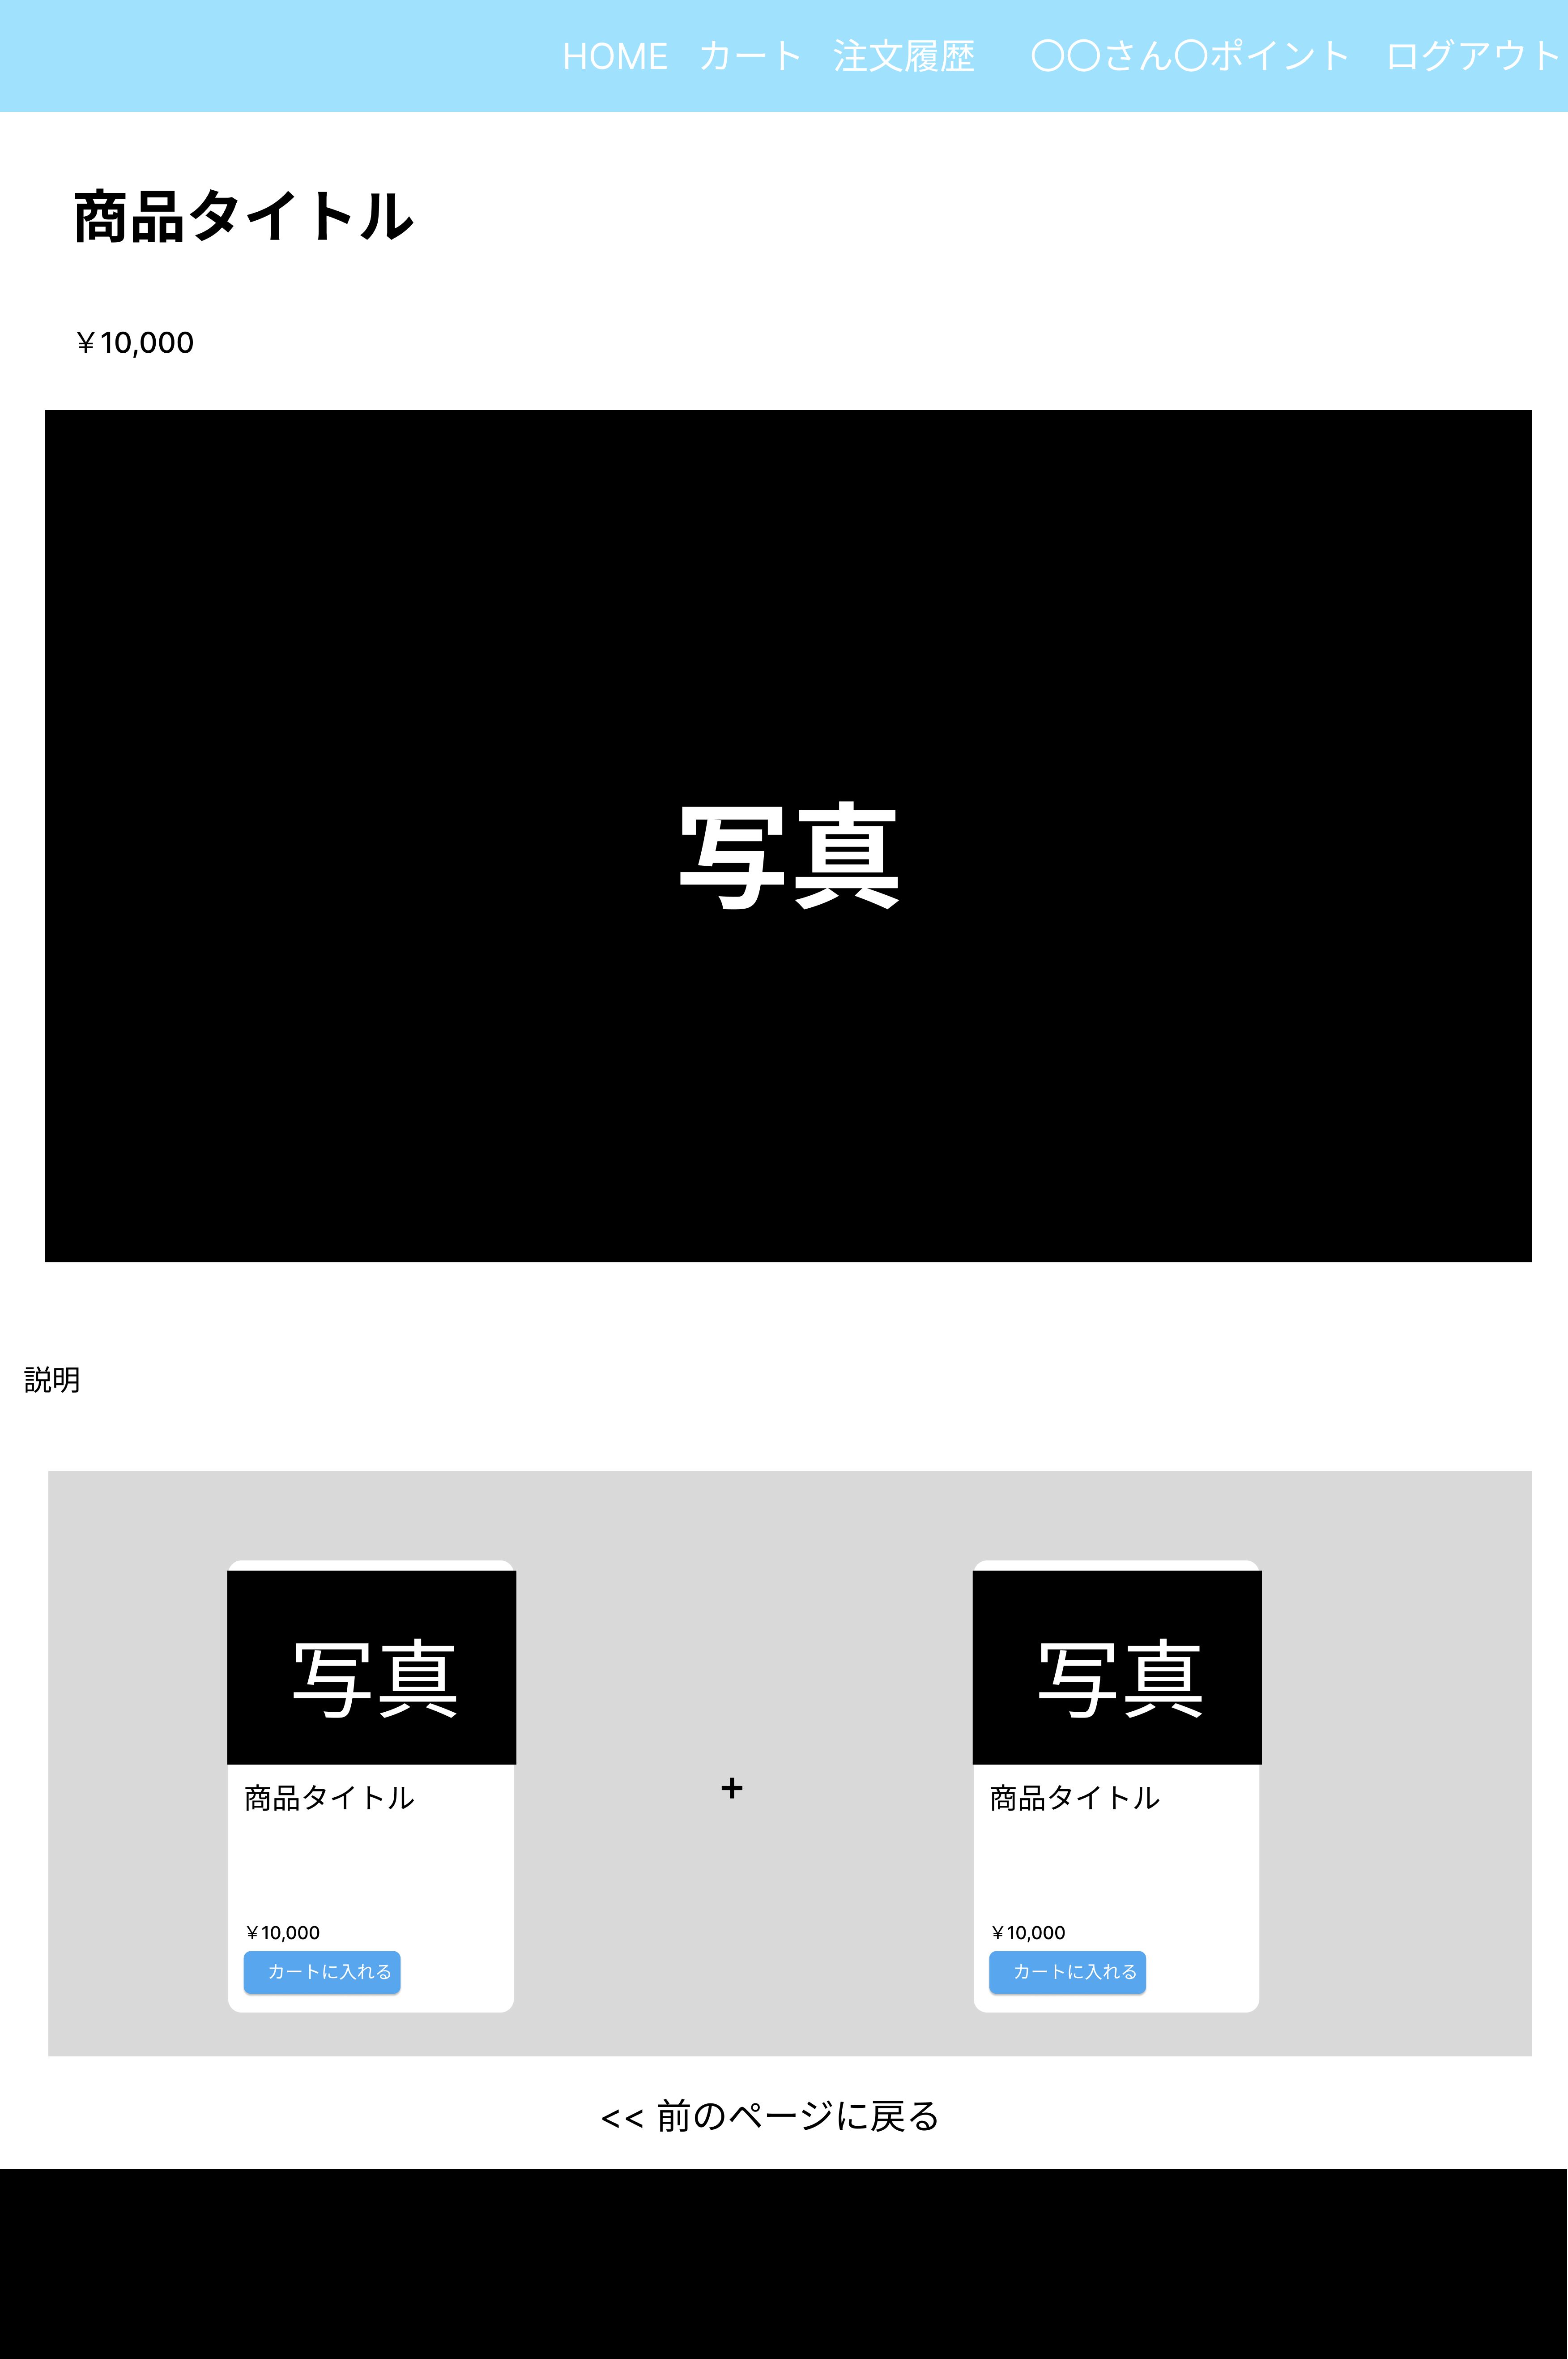 HOME カート 注文履歴 〇〇さん〇ポイント ログアウト
商品タイトル
￥10,000
写真
説明
写真
商品タイトル
￥10,000
カートに入れる
+
写真
商品タイトル
￥10,000
カートに入れる
<< 前のページに戻る